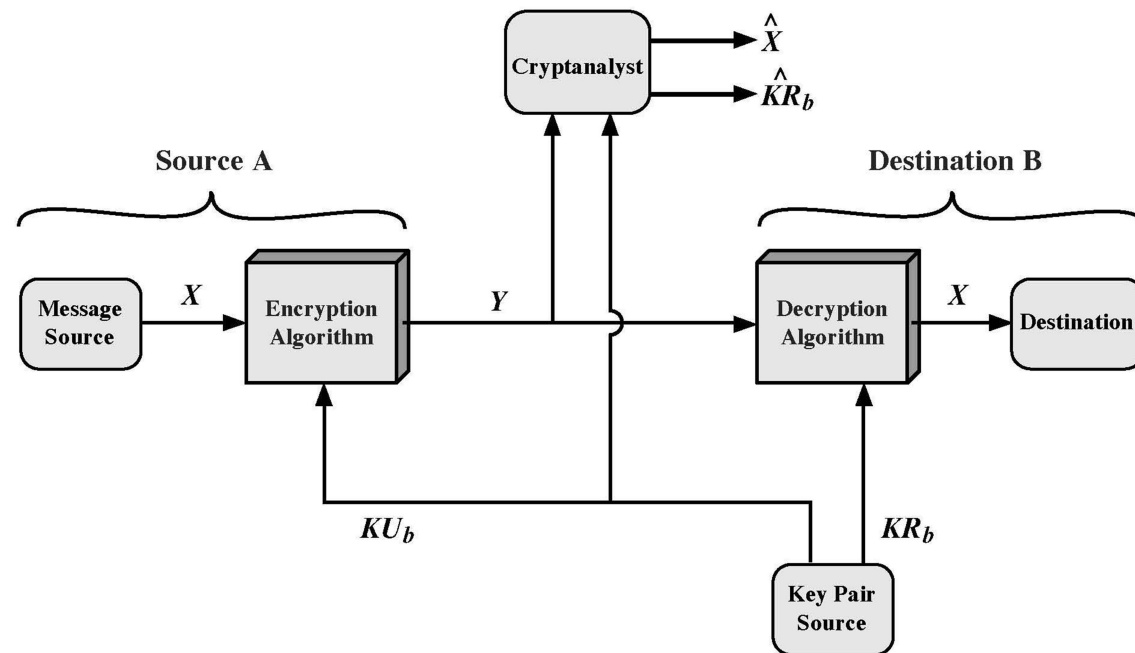 X̂
Cryptanalyst
K̂R_b
Source A
Destination B
Message
Source
X
Encryption
Algorithm
Y
Decryption
Algorithm
X
Destination
KU_b
KR_b
Key Pair
Source